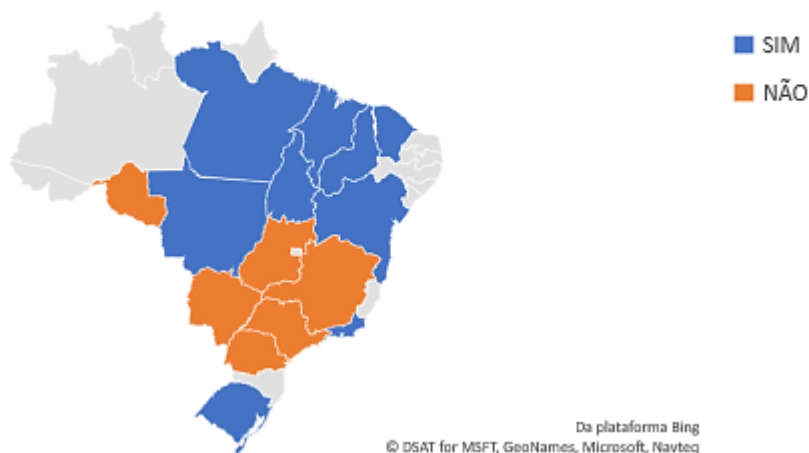 SIM
NÃO
Da plataforma Bing
© DSAT for MSFT, GeoNames, Microsoft, Navteq